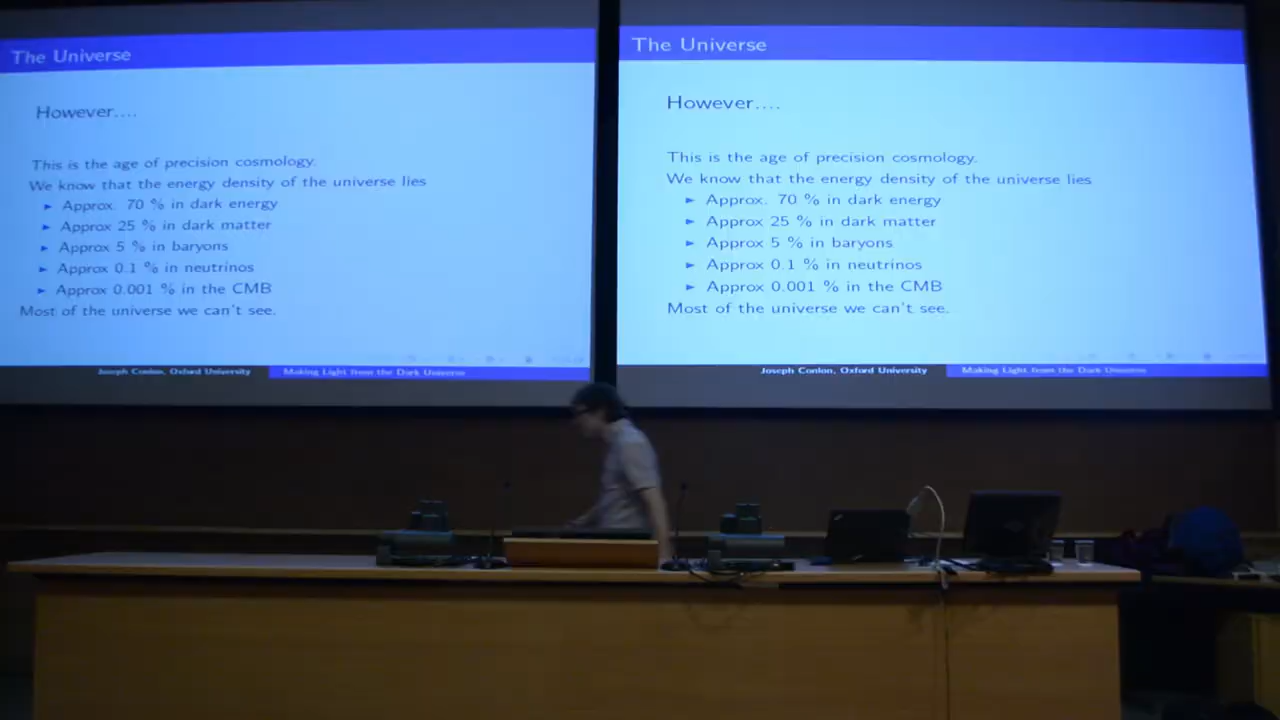 The Universe
However....
This is the age of precision cosmology.
We know that the energy density of the universe lies
► Approx. 70 % in dark energy
► Approx 25 % in dark matter
► Approx 5 % in baryons
► Approx 0.1 % in neutrinos
► Approx 0.001 % in the CMB
Most of the universe we can't see.
Joseph Conlon, Oxford University
Making Light from the Dark Universe
The Universe
However....
This is the age of precision cosmology.
We know that the energy density of the universe lies
► Approx. 70 % in dark energy
► Approx 25 % in dark matter
► Approx 5 % in baryons
► Approx 0.1 % in neutrinos
► Approx 0.001 % in the CMB
Most of the universe we can't see.
Joseph Conlon, Oxford University
Making Light from the Dark Universe